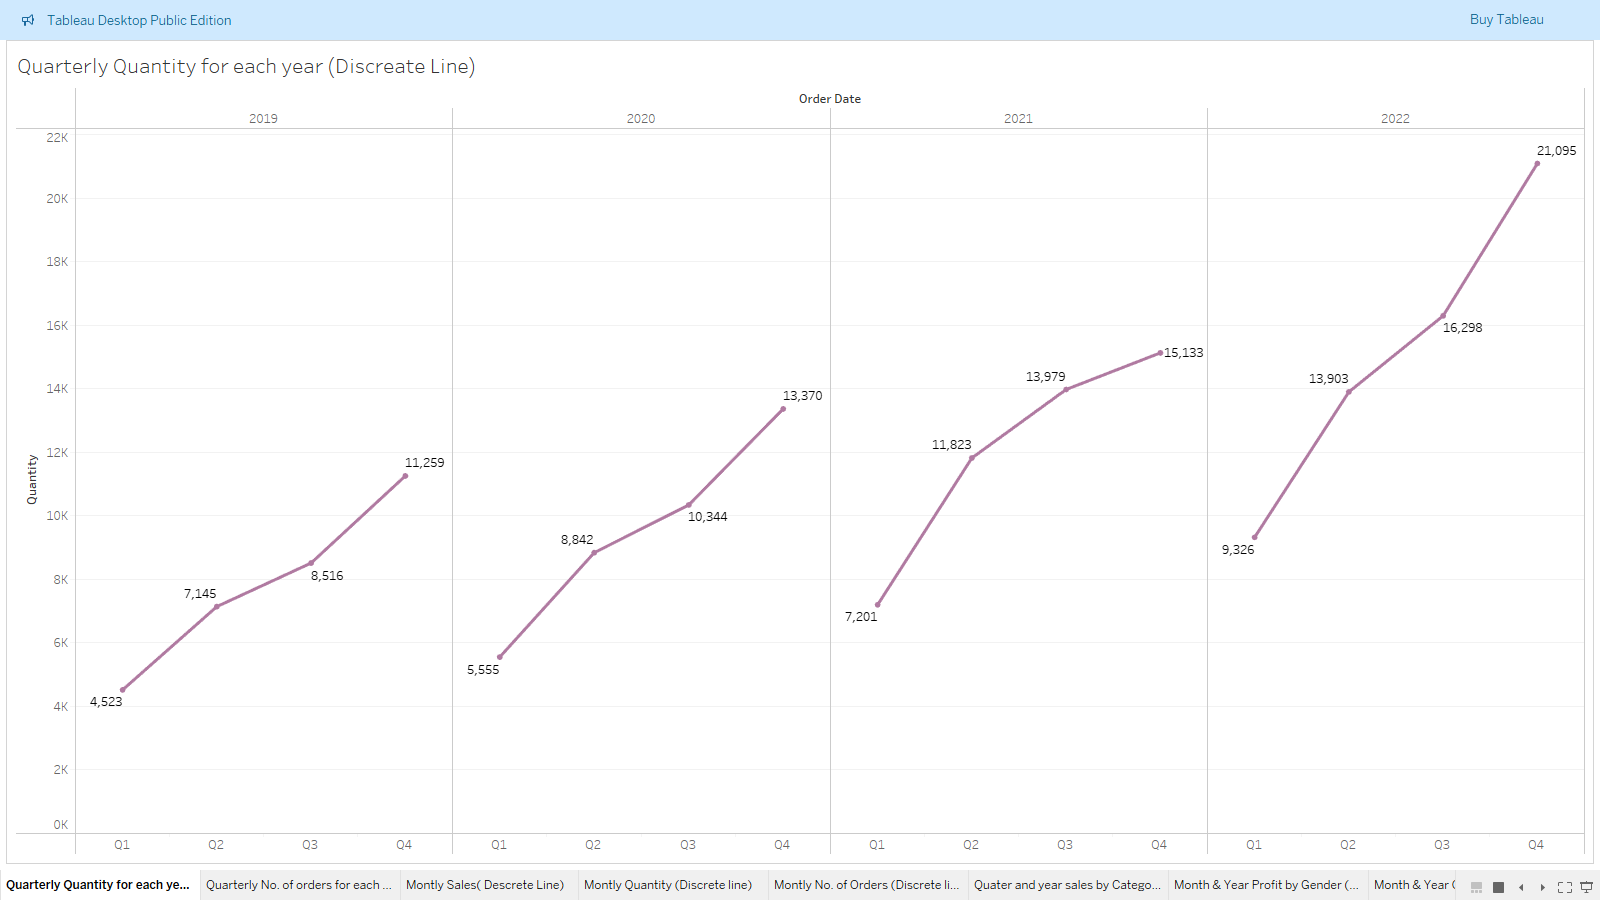 Tableau Desktop Public Edition
Buy Tableau
Quarterly Quantity for each year (Discreate Line)
Order Date
2019 2020 2021 2022
22K
20K
18K
16K
14K
12K
10K
8K
6K
4K
2K
0K
Quantity
4,523
7,145
8,516
11,259
5,555
8,842
10,344
13,370
7,201
11,823
13,979
15,133
9,326
13,903
16,298
21,095
Q1 Q2 Q3 Q4 Q1 Q2 Q3 Q4 Q1 Q2 Q3 Q4 Q1 Q2 Q3 Q4
Quarterly Quantity for each ye... Quarterly No. of orders for each ... Montly Sales( Descrete Line) Montly Quantity (Discrete line) Montly No. of Orders (Discrete li... Quater and year sales by Catego... Month & Year Profit by Gender (... Month & Year